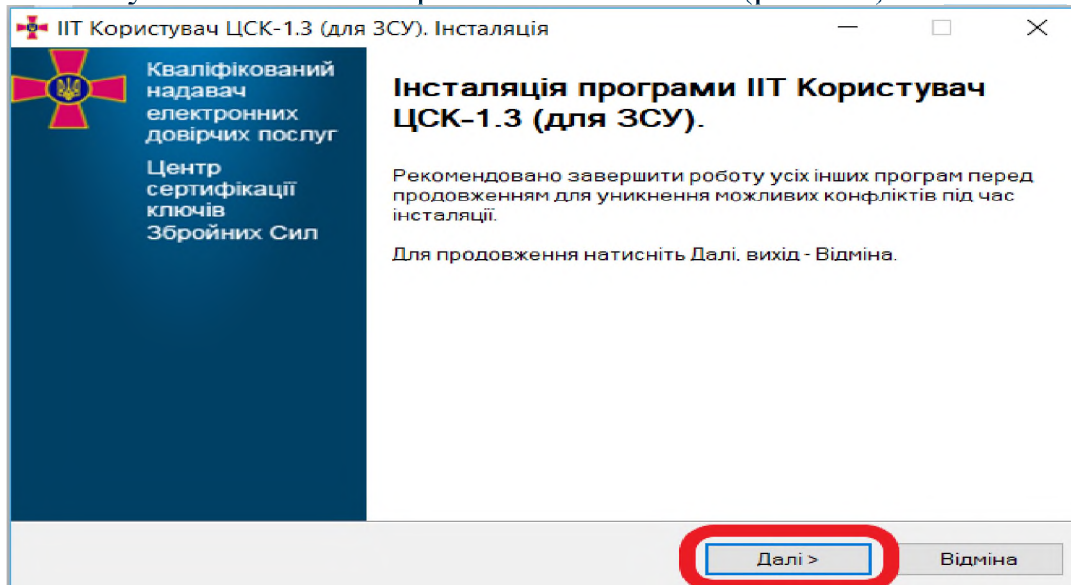 ІІТ Користувач ЦСК-1.3 (для ЗСУ). Інсталяція
Кваліфікований
надавач
електронних
довірчих послуг
Центр
сертифікації
ключів
Збройних Сил
Інсталяція програми ІІТ Користувач
ЦСК-1.3 (для ЗСУ).
Рекомендовано завершити роботу усіх інших програм перед
продовженням для уникнення можливих конфліктів під час
інсталяції.
Для продовження натисніть Далі, вихід - Відміна.
Далі >
Відміна